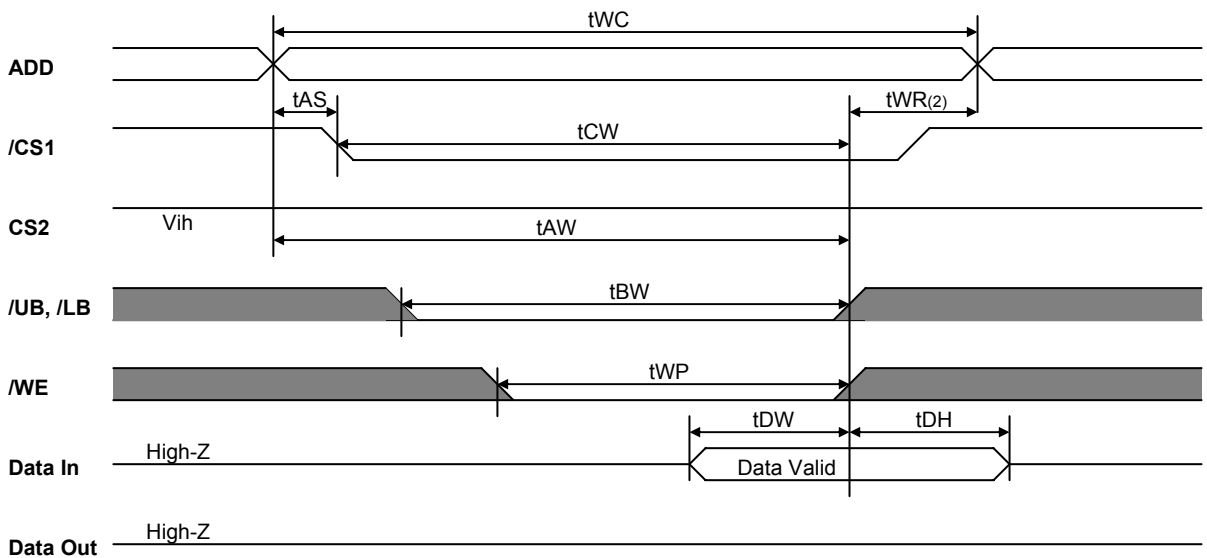 tWC
ADD
tAS
tWR(2)
tCW
/CS1
Vih
CS2
tAW
tBW
/UB, /LB
tWP
/WE
tDW
tDH
High-Z
Data In
Data Valid
High-Z
Data Out